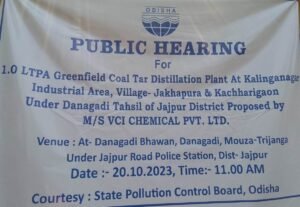 ODISHA
PUBLIC HEARING
For
1.0 LTPA Greenfield Coal Tar Distillation Plant At Kalinganagar
Industrial Area, Village- Jakhapura & Kachharigaon
Under Danagadi Tahsil of Jajpur District Proposed by
M/S VCI CHEMICAL PVT. LTD.
Venue : At- Danagadi Bhawan, Danagadi, Mouza-Trijanga
Under Jajpur Road Police Station, Dist- Jajpur
Date :- 20.10.2023, Time:- 11.00 AM
Courtesy : State Pollution Control Board, Odisha